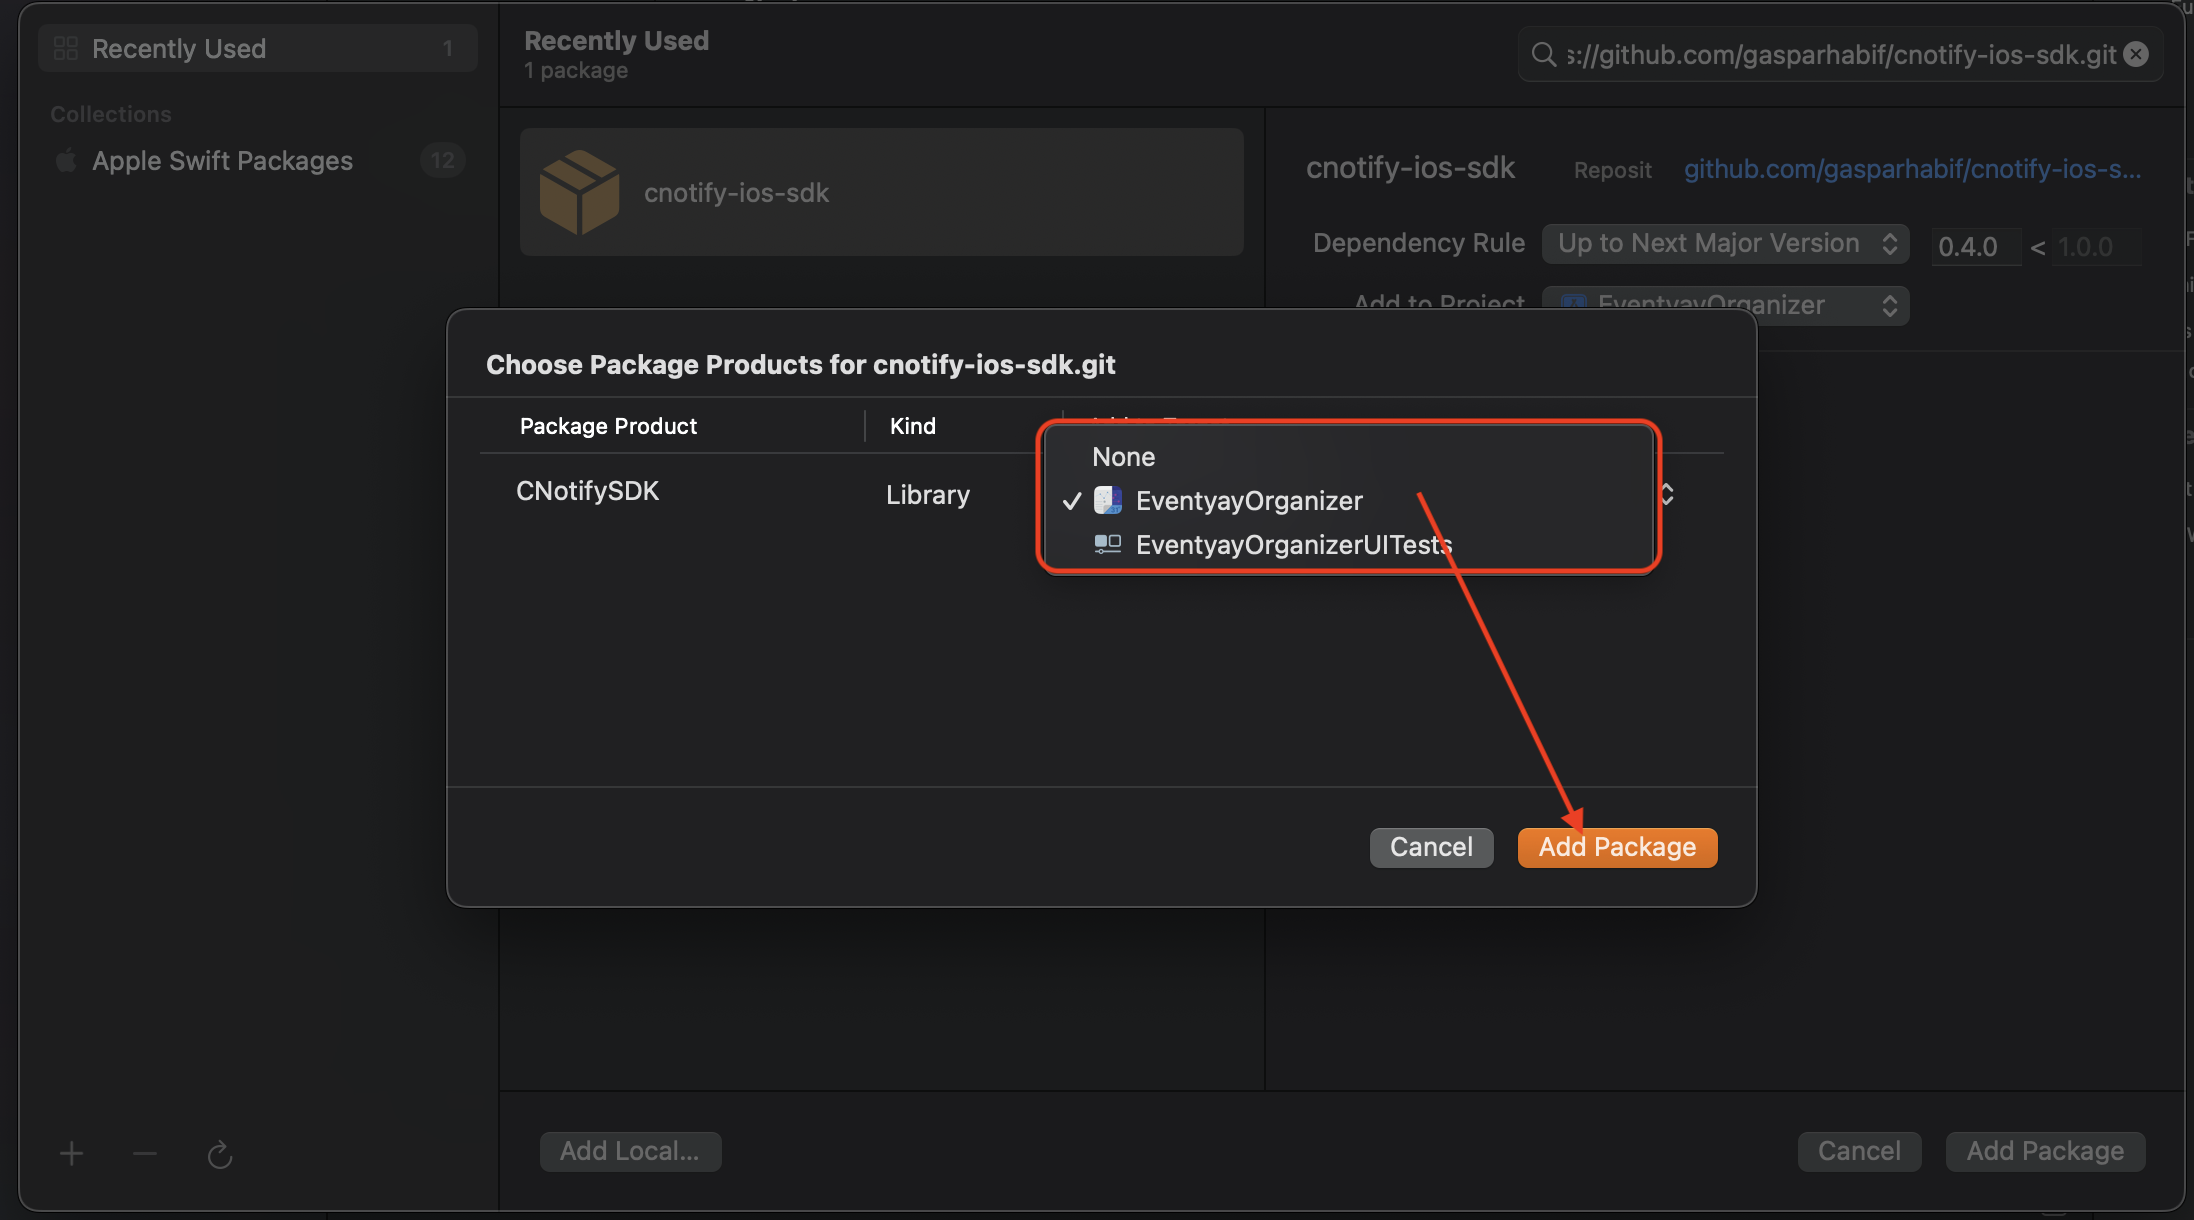 Recently Used 1
Collections
Apple Swift Packages 12
Recently Used
1 package
s://github.com/gasparhabif/cnotify-ios-sdk.git
cnotify-ios-sdk
cnotify-ios-sdk Reposit github.com/gasparhabif/cnotify-ios-s...
Dependency Rule Up to Next Major Version 0.4.0 < 1.0.0
Add to Project EventyayOrganizer
Choose Package Products for cnotify-ios-sdk.git
Package Product Kind
CNotifySDK Library
None
✓ EventyayOrganizer
EventyayOrganizerUITests
Cancel Add Package
Add Local... Cancel Add Package